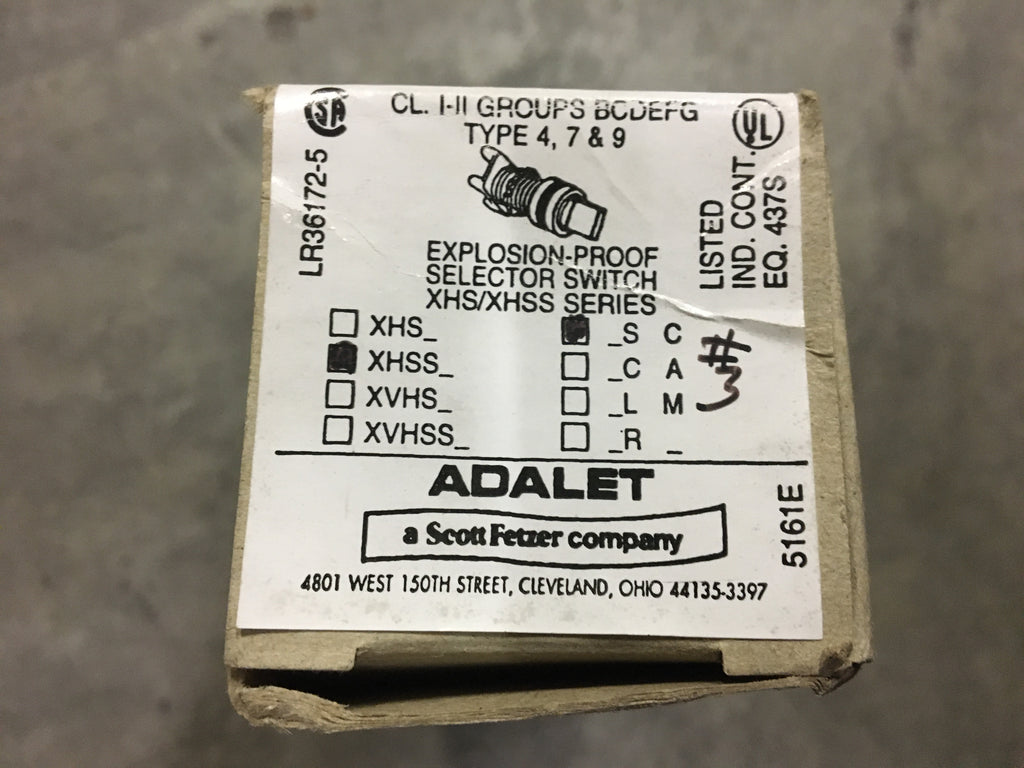 SA
CL. I-II GROUPS BCDEFG
TYPE 4, 7 & 9
UL
LR36172-5
LISTED
IND. CONT.
EQ. 437S
EXPLOSION-PROOF
SELECTOR SWITCH
XHS/XHSS SERIES
XHS_ _S C
XHSS_ _C A
XVHS_ _L M
XVHSS_ _R _
#3
ADALET
a Scott Fetzer company
5161E
4801 WEST 150TH STREET, CLEVELAND, OHIO 44135-3397